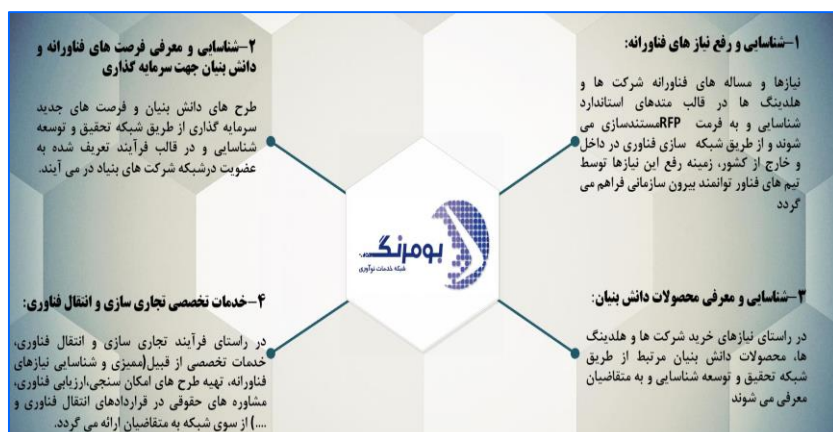 ۱-شناسایی و رفع نیاز های فناورانه:
نیازها و مساله های فناورانه شرکت ها و
هلدینگ ها در قالب متدهای استاندارد
شناسایی و به فرمت RFPمستندسازی می
شوند و از طریق شبکه سازی فناوری در داخل
و خارج از کشور، زمینه رفع این نیازها توسط
تیم های فناور توانمند بیرون سازمانی فراهم می
گردد
۲-شناسایی و معرفی فرصت های فناورانه و
دانش بنیان جهت سرمایه گذاری
طرح های دانش بنیان و فرصت های جدید
سرمایه گذاری از طریق شبکه تحقیق و توسعه
شناسایی و در قالب فرآیند تعریف شده به
عضویت درشبکه شرکت های بنیاد در می آیند.
بومرنگ
شبکه خدمات نوآوری
۳-شناسایی و معرفی محصولات دانش بنیان:
در راستای نیازهای خرید شرکت ها و هلدینگ
ها، محصولات دانش بنیان مرتبط از طریق
شبکه تحقیق و توسعه شناسایی و به متقاضیان
معرفی می شوند
۴-خدمات تخصصی تجاری سازی و انتقال فناوری:
در راستای فرآیند تجاری سازی و انتقال فناوری،
خدمات تخصصی از قبیل(ممیزی و شناسایی نیازهای
فناورانه، تهیه طرح های امکان سنجی،ارزیابی فناوری،
مشاوره های حقوقی در قراردادهای انتقال فناوری و
....) از سوی شبکه به متقاضیان ارائه می گردد.